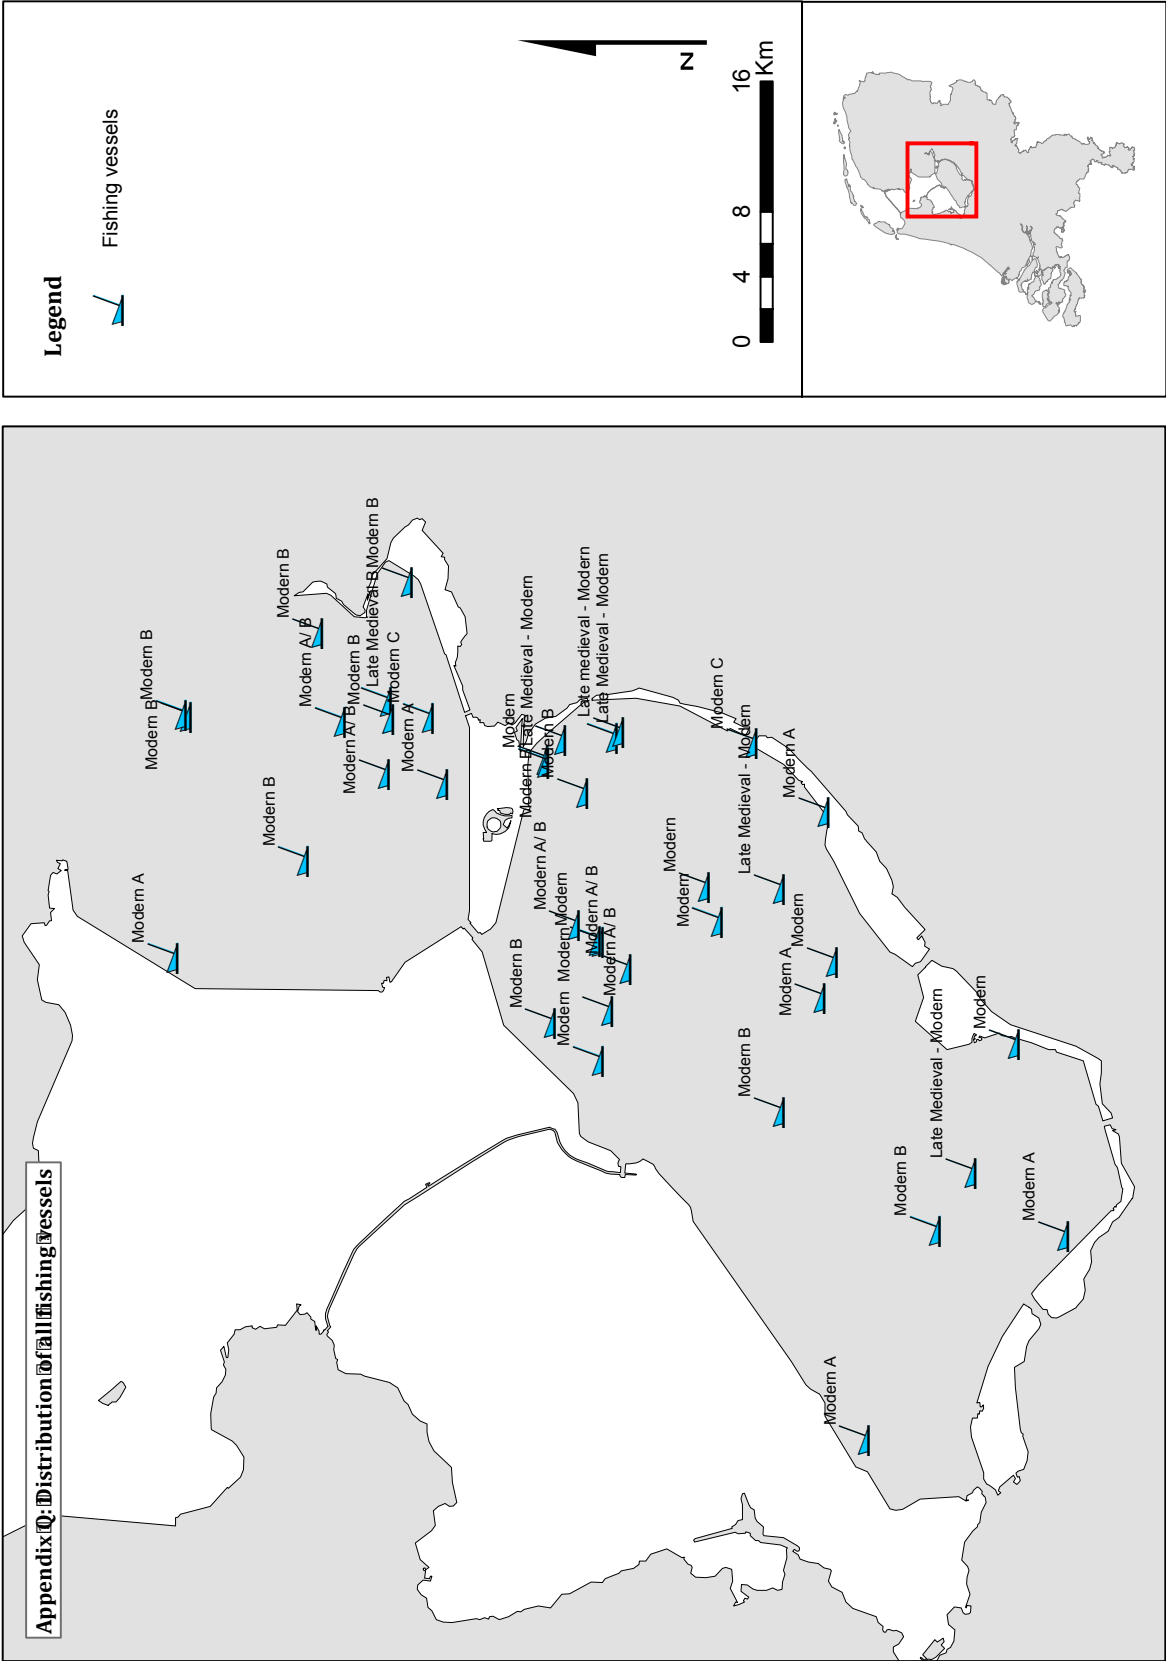 Appendix Q: Distribution of all fishing vessels
Modern A
Modern B
Modern B
Modern B
Modern B
Modern A/ B
Modern A/ B
Modern B
Late Medieval B
Modern B
Modern C
Modern A
Modern
Modern B
Modern B
Late Medieval - Modern
Modern A/ B
Modern B
Modern
Modern
Modern
Late medieval - Modern
Modern A/ B
Late Medieval - Modern
Modern A/ B
Modern
Modern
Modern C
Modern B
Late Medieval - Modern
Modern A
Modern A
Modern
Modern A
Modern B
Late Medieval - Modern
Modern
Modern A
Legend
Fishing vessels
N
0 4 8 16
Km